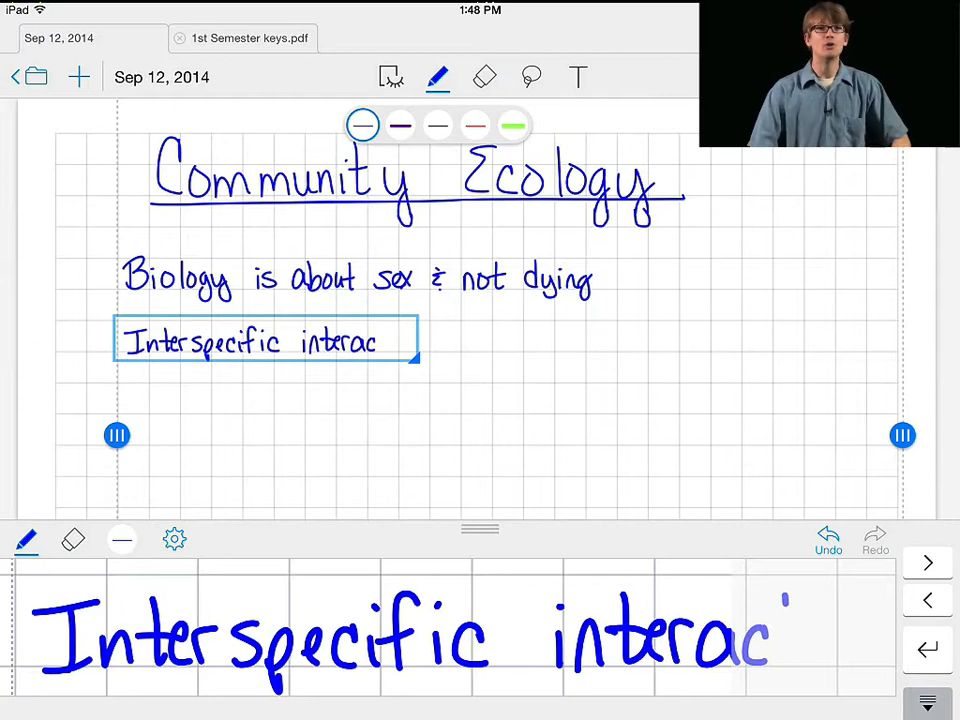 iPad 1:48 PM
Sep 12, 2014 1st Semester keys.pdf
Sep 12, 2014 T
Community Ecology
Biology is about sex & not dying
Interspecific interac
Undo Redo
Interspecific interac